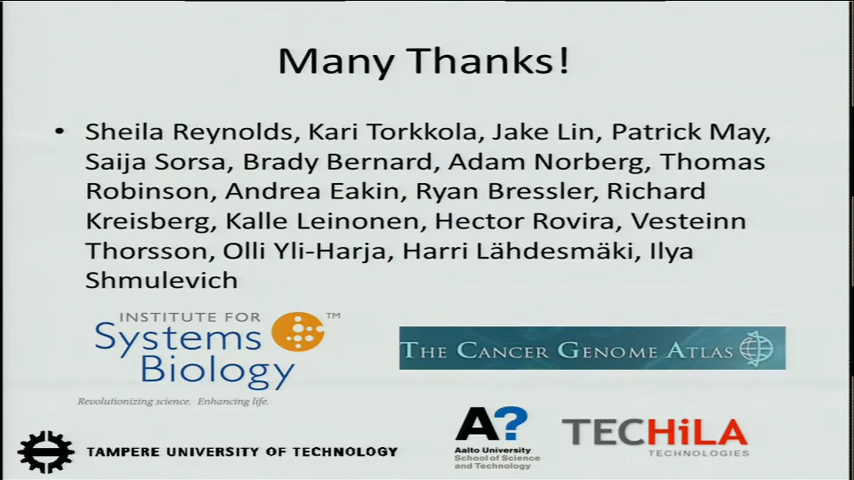 Many Thanks!
• Sheila Reynolds, Kari Torkkola, Jake Lin, Patrick May,
Saija Sorsa, Brady Bernard, Adam Norberg, Thomas
Robinson, Andrea Eakin, Ryan Bressler, Richard
Kreisberg, Kalle Leinonen, Hector Rovira, Vesteinn
Thorsson, Olli Yli-Harja, Harri Lähdesmäki, Ilya
Shmulevich
INSTITUTE FOR TM
Systems
Biology
Revolutionizing science. Enhancing life.
THE CANCER GENOME ATLAS
TAMPERE UNIVERSITY OF TECHNOLOGY
A?
Aalto University
School of Science
and Technology
TECHiLA
TECHNOLOGIES